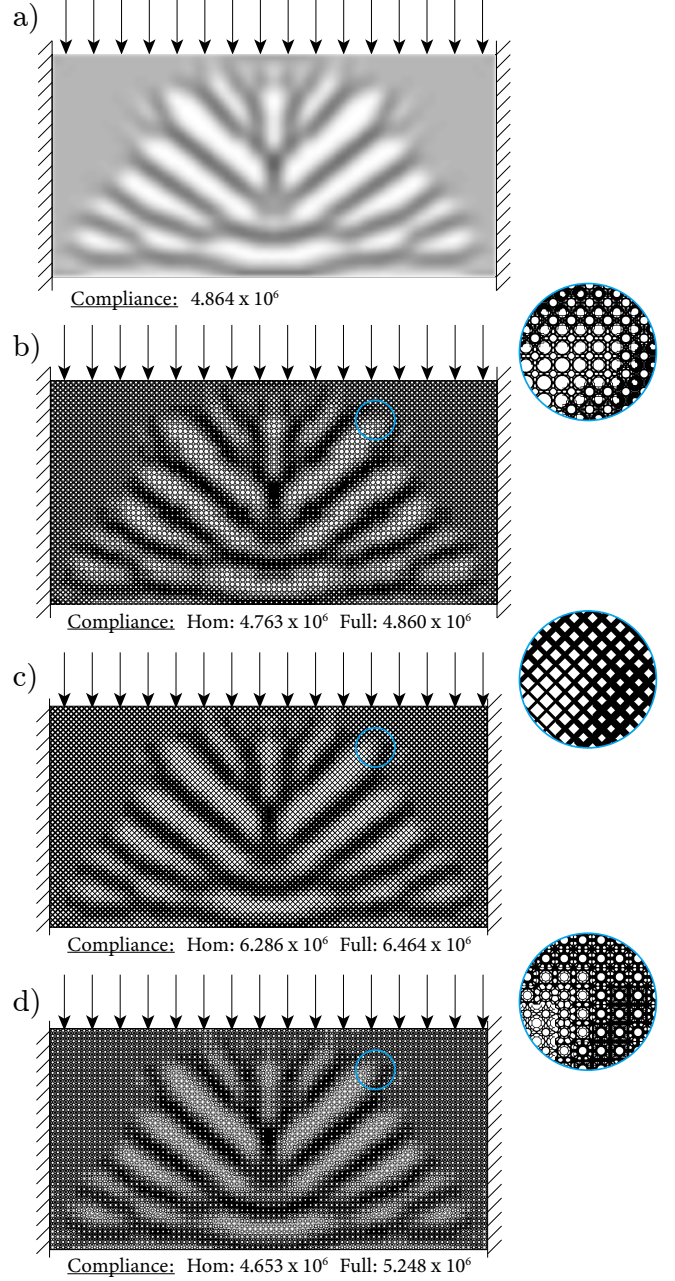 a)
Compliance: 4.864 x 10⁶
b)
Compliance: Hom: 4.763 x 10⁶ Full: 4.860 x 10⁶
c)
Compliance: Hom: 6.286 x 10⁶ Full: 6.464 x 10⁶
d)
Compliance: Hom: 4.653 x 10⁶ Full: 5.248 x 10⁶